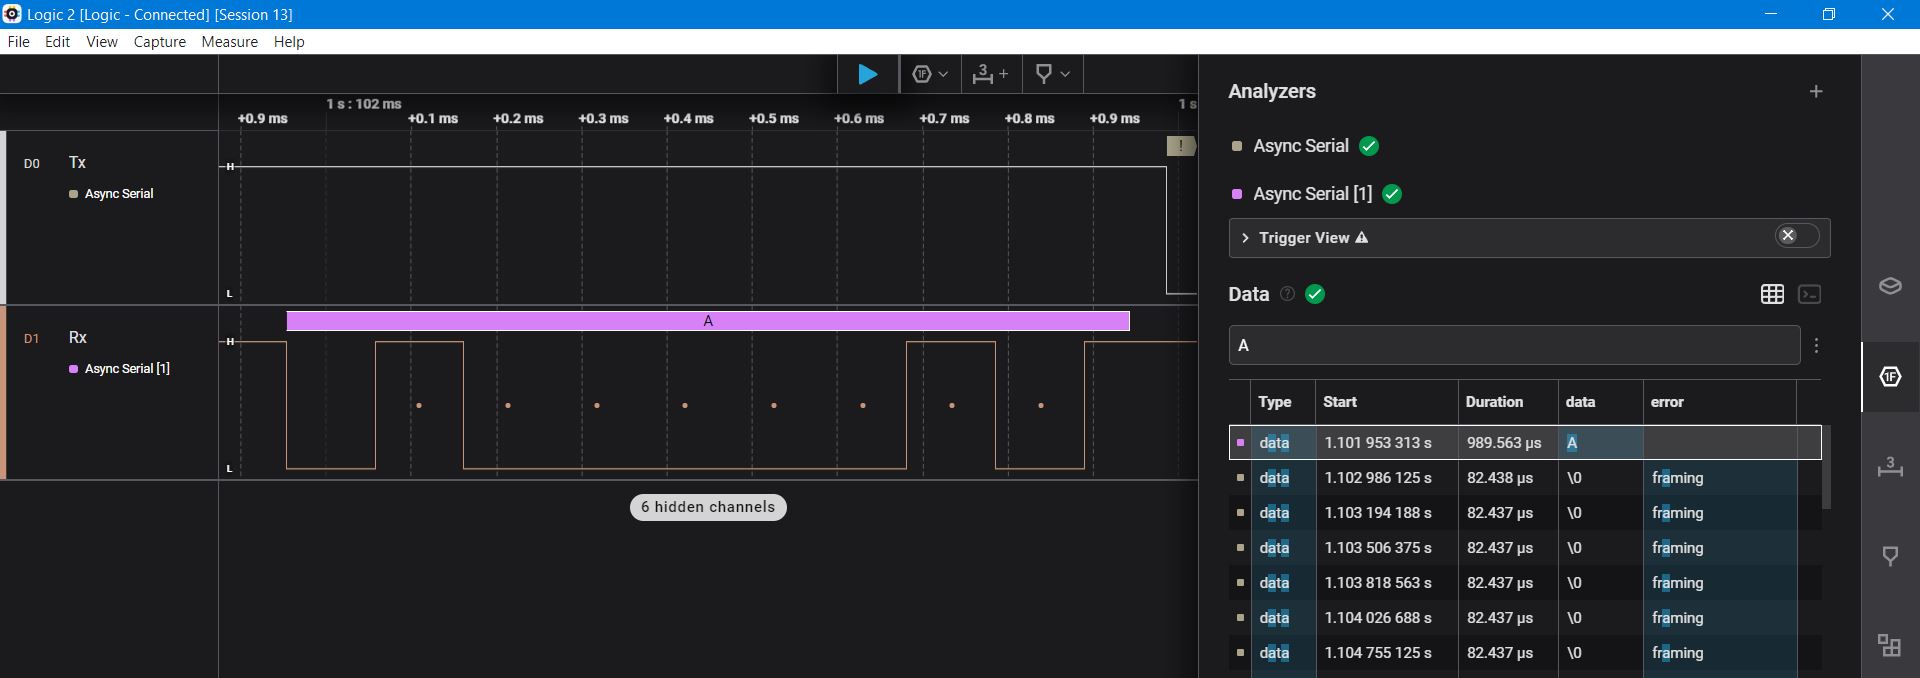 Logic 2 [Logic - Connected] [Session 13]
File Edit View Capture Measure Help
1F 3 +
1 s : 102 ms 1 s
+0.9 ms +0.1 ms +0.2 ms +0.3 ms +0.4 ms +0.5 ms +0.6 ms +0.7 ms +0.8 ms +0.9 ms
D0 Tx
Async Serial
H
L
!
D1 Rx
Async Serial [1]
H
L
A
6 hidden channels
Analyzers +
Async Serial
Async Serial [1]
Trigger View
Data ?
A
Type Start Duration data error
data 1.101 953 313 s 989.563 µs A
data 1.102 986 125 s 82.438 µs \0 framing
data 1.103 194 188 s 82.437 µs \0 framing
data 1.103 506 375 s 82.437 µs \0 framing
data 1.103 818 563 s 82.437 µs \0 framing
data 1.104 026 688 s 82.437 µs \0 framing
data 1.104 755 125 s 82.437 µs \0 framing
1F
3